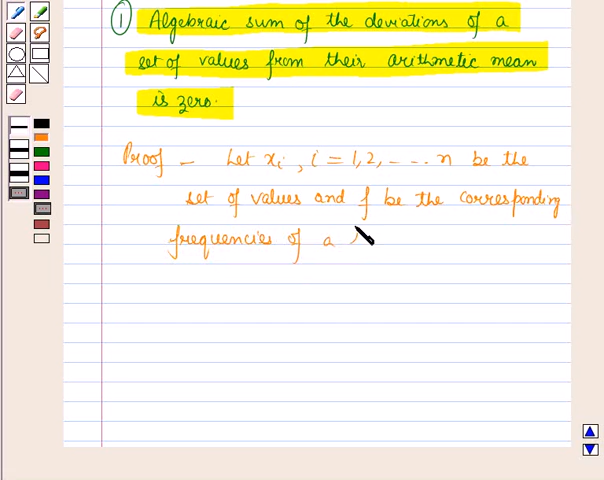 ① Algebraic sum of the deviations of a
set of values from their arithmetic mean
is zero.
Proof - Let xi, i = 1, 2, - ... n be the
set of values and f be the corresponding
frequencies of a